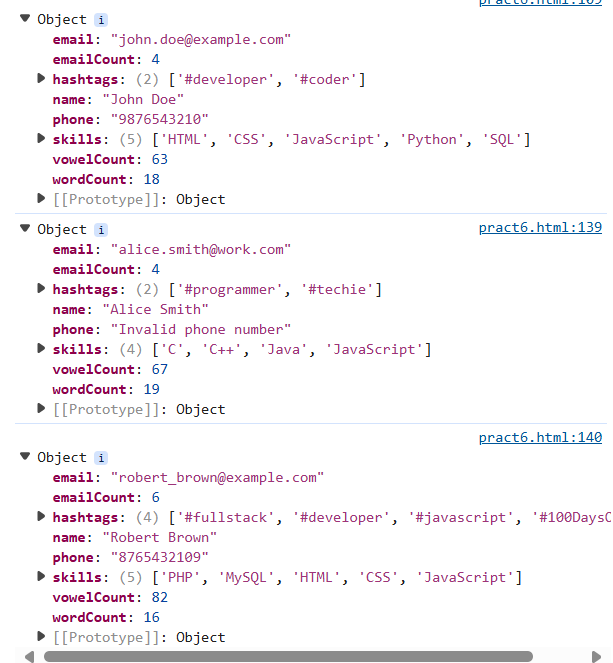 pract6.html:109
Object i
email: "john.doe@example.com"
emailCount: 4
hashtags: (2) ['#developer', '#coder']
name: "John Doe"
phone: "9876543210"
skills: (5) ['HTML', 'CSS', 'JavaScript', 'Python', 'SQL']
vowelCount: 63
wordCount: 18
[[Prototype]]: Object
pract6.html:139
Object i
email: "alice.smith@work.com"
emailCount: 4
hashtags: (2) ['#programmer', '#techie']
name: "Alice Smith"
phone: "Invalid phone number"
skills: (4) ['C', 'C++', 'Java', 'JavaScript']
vowelCount: 67
wordCount: 19
[[Prototype]]: Object
pract6.html:140
Object i
email: "robert_brown@example.com"
emailCount: 6
hashtags: (4) ['#fullstack', '#developer', '#javascript', '#100Days
name: "Robert Brown"
phone: "8765432109"
skills: (5) ['PHP', 'MySQL', 'HTML', 'CSS', 'JavaScript']
vowelCount: 82
wordCount: 16
[[Prototype]]: Object